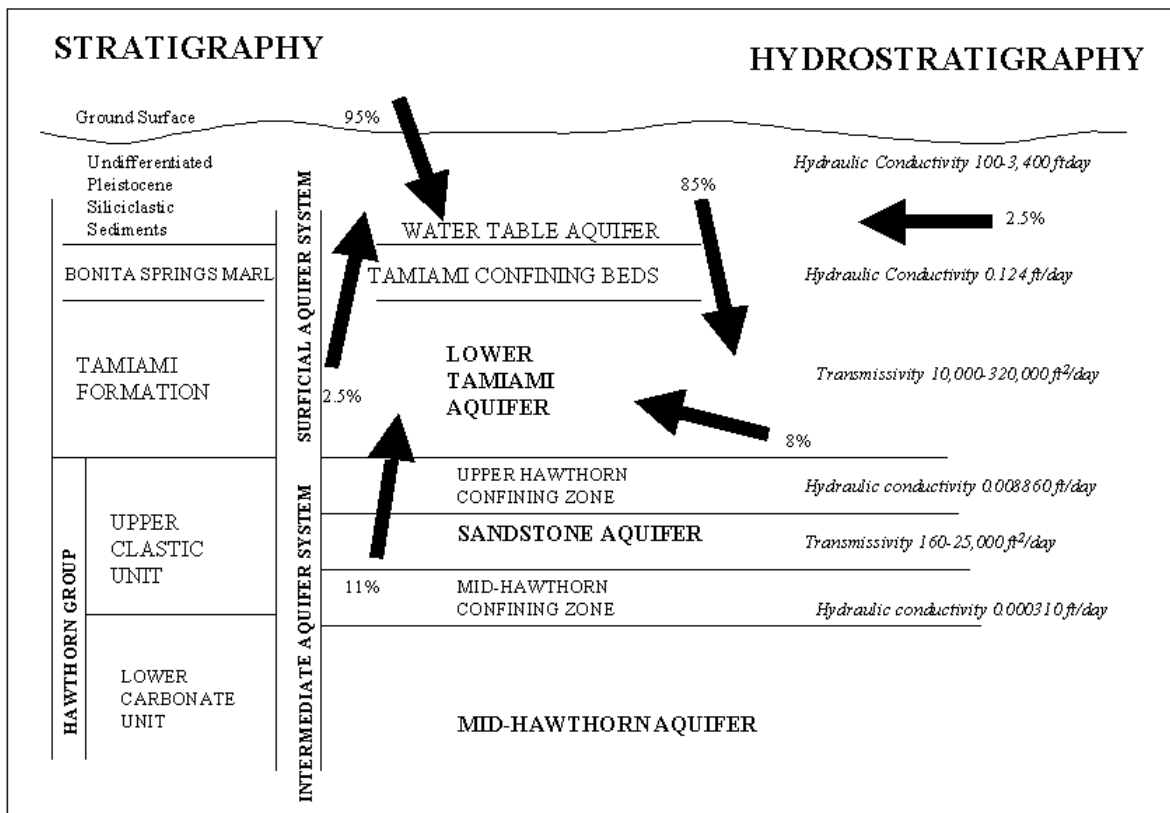 STRATIGRAPHY
HYDROSTRATIGRAPHY
Ground Surface
95%
Undifferentiated
Pleistocene
Siliciclastic
Sediments
Hydraulic Conductivity 100-3,400 ft/day
85%
2.5%
WATER TABLE AQUIFER
BONITA SPRINGS MARL
TAMIAMI CONFINING BEDS
Hydraulic Conductivity 0.124 ft/day
SURFICIAL AQUIFER SYSTEM
TAMIAMI
FORMATION
LOWER
TAMIAMI
AQUIFER
Transmissivity 10,000-320,000 ft²/day
2.5%
8%
HAWTHORN GROUP
UPPER
CLASTIC
UNIT
INTERMEDIATE AQUIFER SYSTEM
UPPER HAWTHORN
CONFINING ZONE
Hydraulic conductivity 0.008860 ft/day
SANDSTONE AQUIFER
Transmissivity 160-25,000 ft²/day
11%
MID-HAWTHORN
CONFINING ZONE
Hydraulic conductivity 0.000310 ft/day
LOWER
CARBONATE
UNIT
MID-HAWTHORN AQUIFER